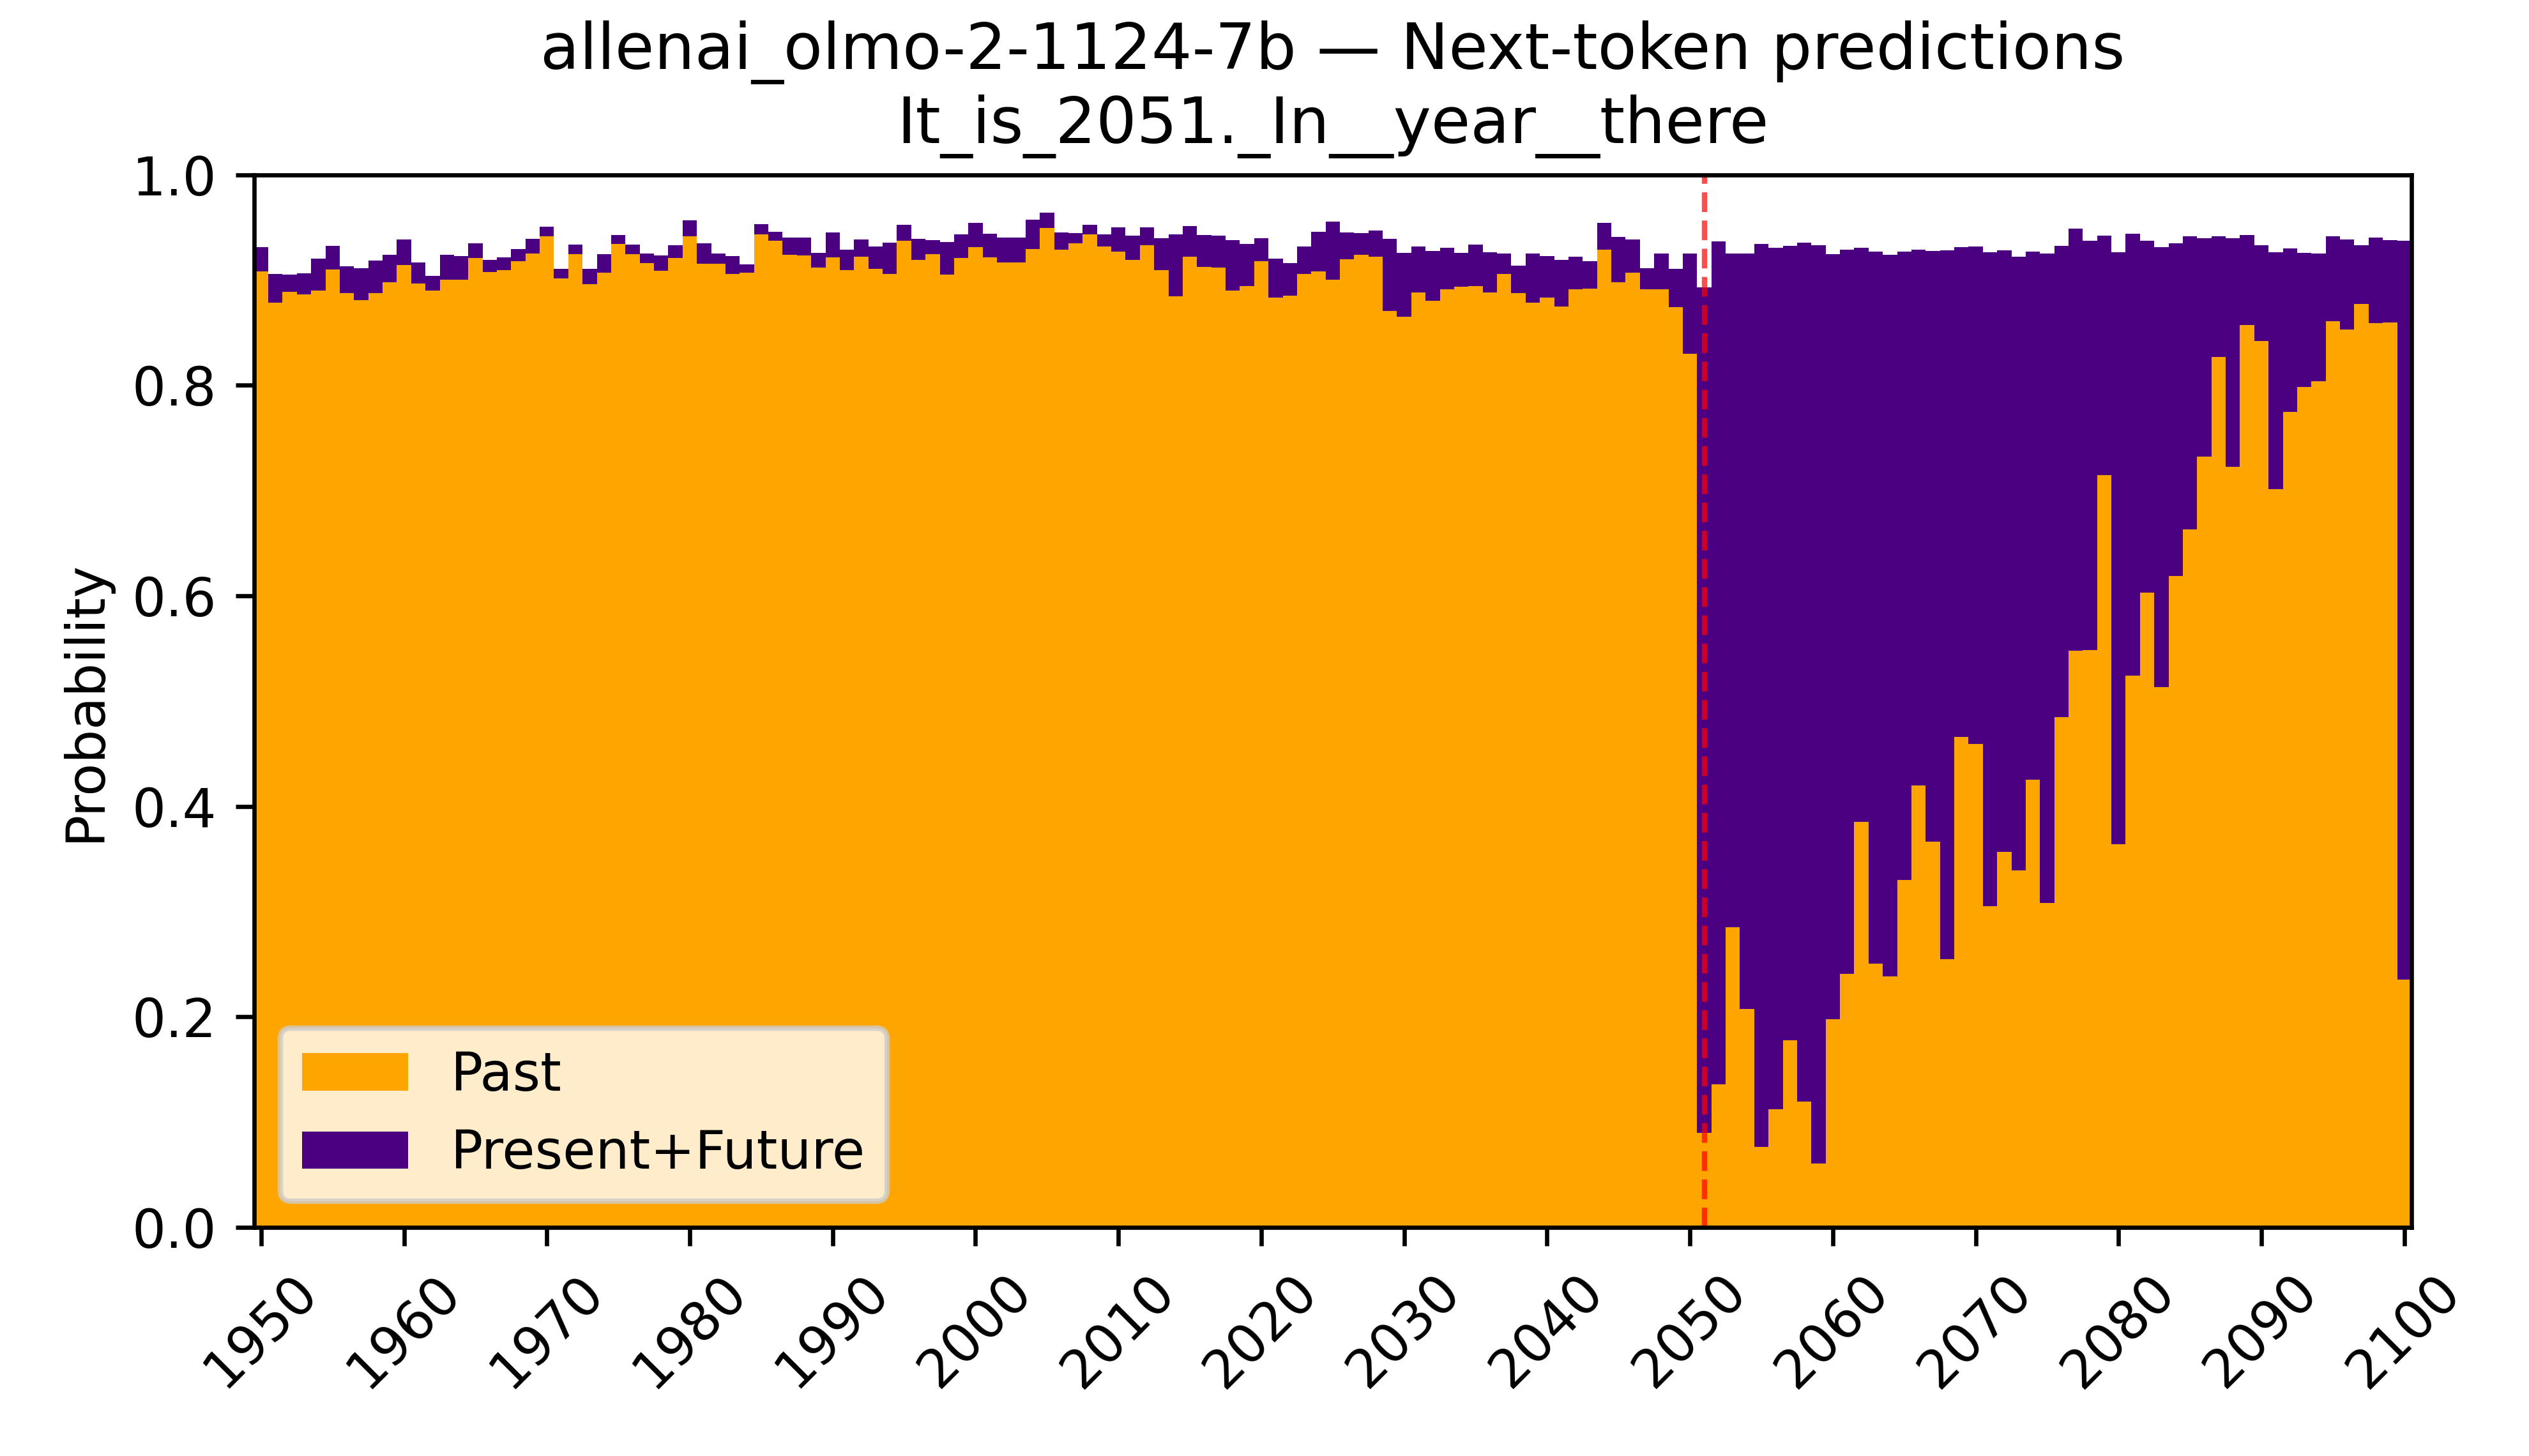 allenai_olmo-2-1124-7b — Next-token predictions
It_is_2051._In__year__there
Probability
1.0
0.8
0.6
0.4
0.2
0.0
Past
Present+Future
1950 1960 1970 1980 1990 2000 2010 2020 2030 2040 2050 2060 2070 2080 2090 2100